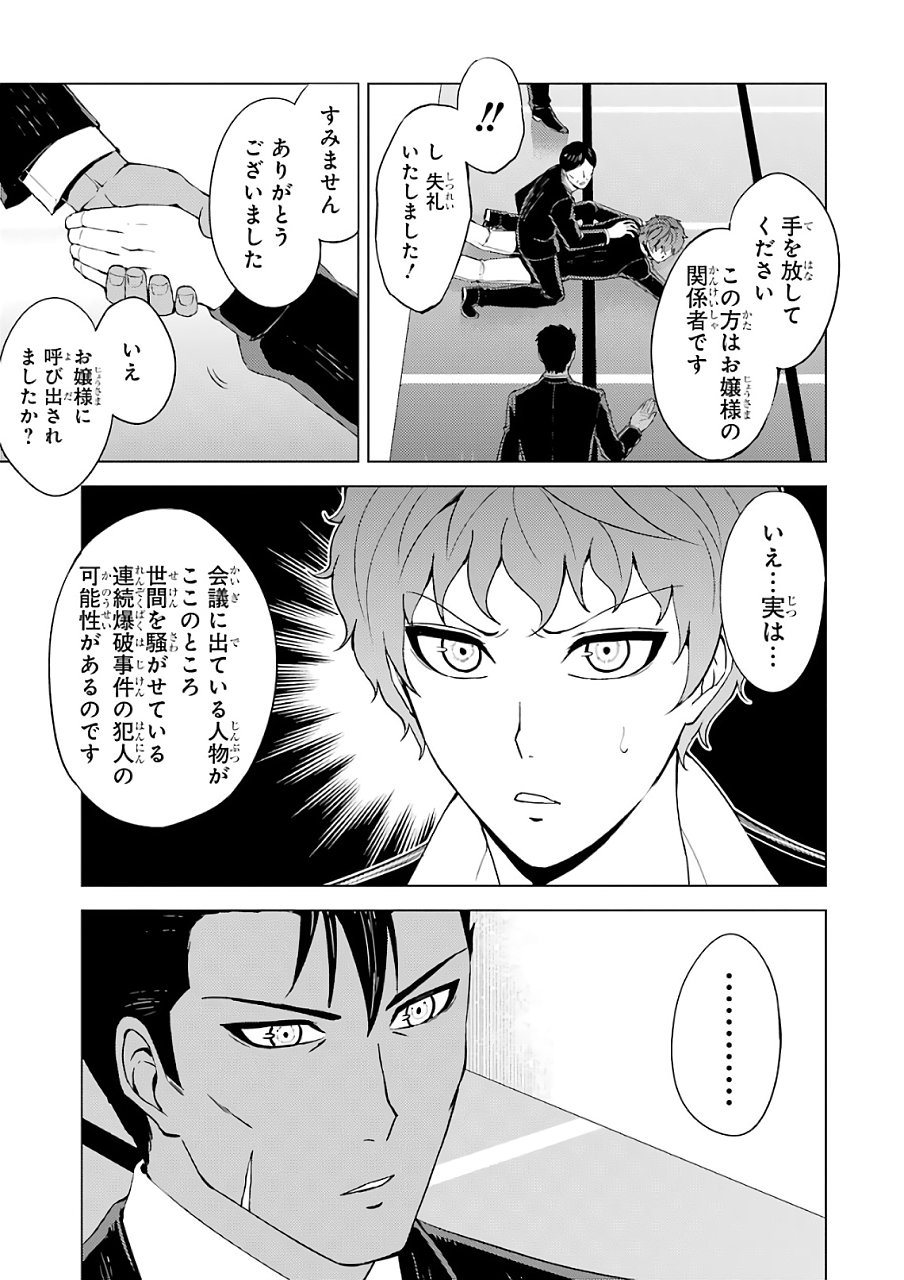 手を放して
ください
この方はお嬢様の
関係者です
!!
し 失礼
いたしました!
すみません
ありがとう
ございました
いえ
お嬢様に
呼び出され
ましたか?
いえ…実は…
会議に出ている人物が
ここのところ
世間を騒がせている
連続爆破事件の犯人の
可能性があるのです
………